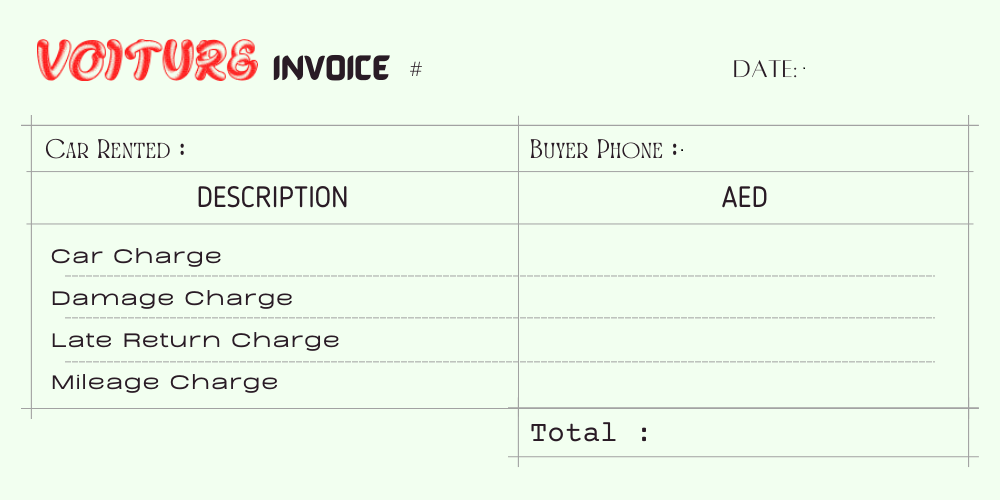 VOITURE INVOICE # DATE:
Car Rented : Buyer Phone :
DESCRIPTION AED
Car Charge
Damage Charge
Late Return Charge
Mileage Charge
Total :